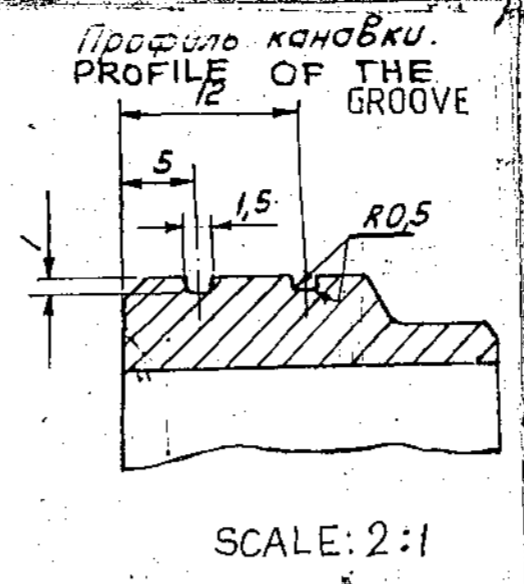 Профиль канавки.
PROFILE OF THE
GROOVE
12
5
1,5
R0,5
1
SCALE: 2:1